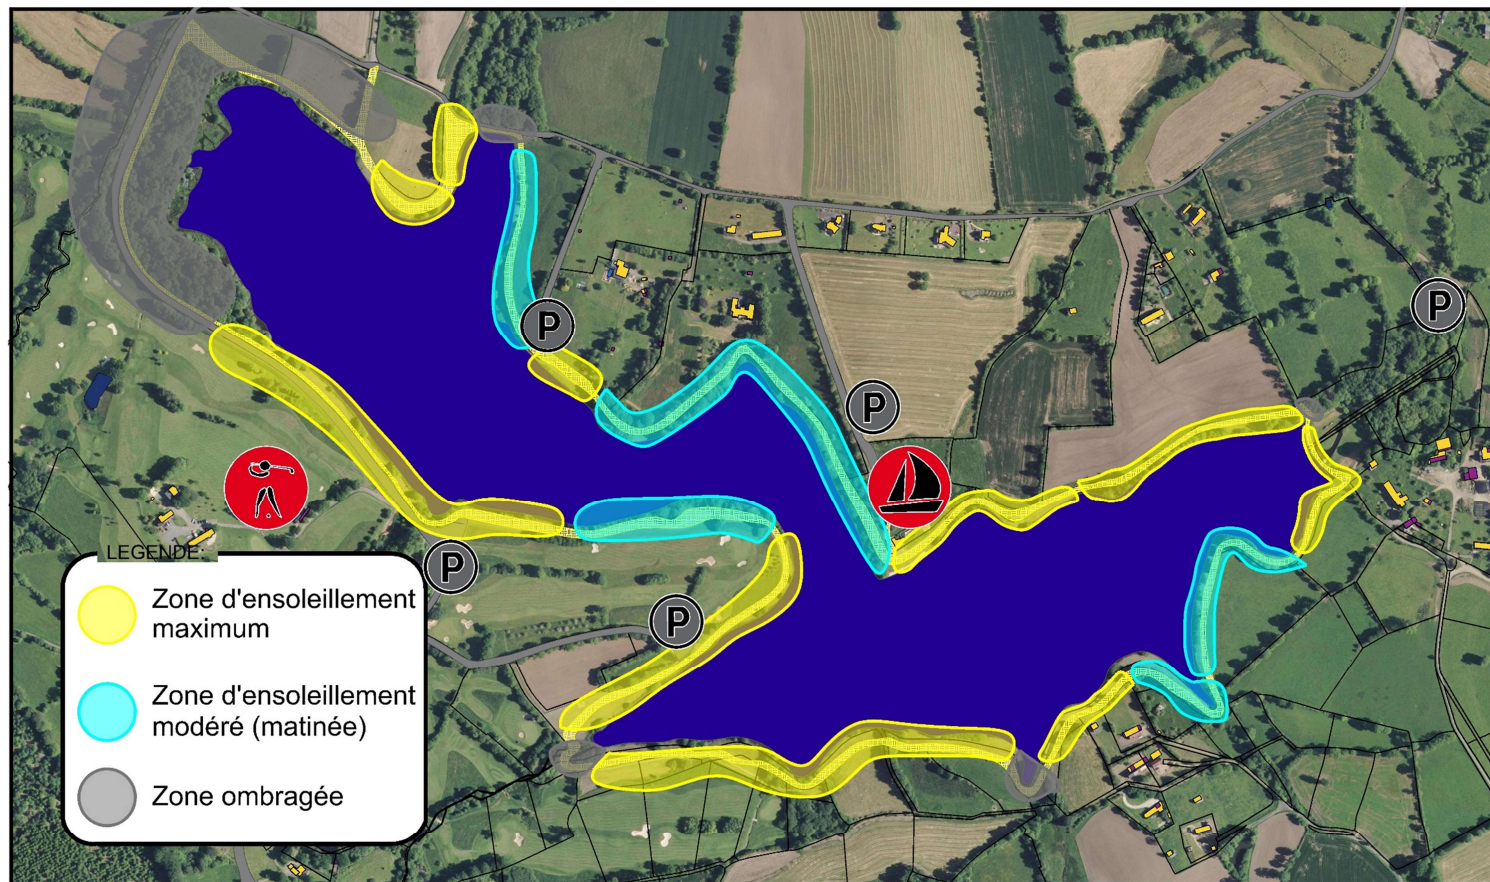 P
P
P
P
P
LEGENDE:
Zone d'ensoleillement
maximum
Zone d'ensoleillement
modéré (matinée)
Zone ombragée